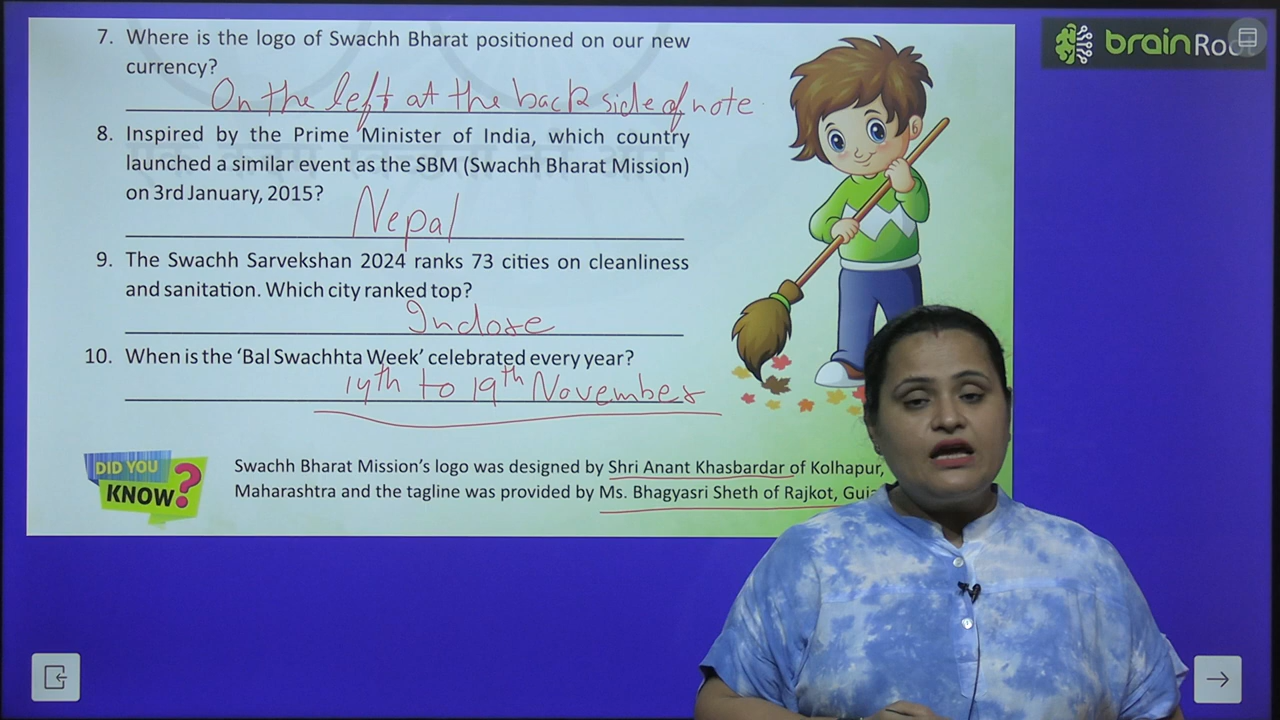 brainRo
7. Where is the logo of Swachh Bharat positioned on our new
currency?
On the left at the back side of note
8. Inspired by the Prime Minister of India, which country
launched a similar event as the SBM (Swachh Bharat Mission)
on 3rd January, 2015?
Nepal
9. The Swachh Sarvekshan 2024 ranks 73 cities on cleanliness
and sanitation. Which city ranked top?
Indore
10. When is the ‘Bal Swachhta Week’ celebrated every year?
14th to 19th November
DID YOU
KNOW?
Swachh Bharat Mission’s logo was designed by Shri Anant Khasbardar of Kolhapur,
Maharashtra and the tagline was provided by Ms. Bhagyasri Sheth of Rajkot,